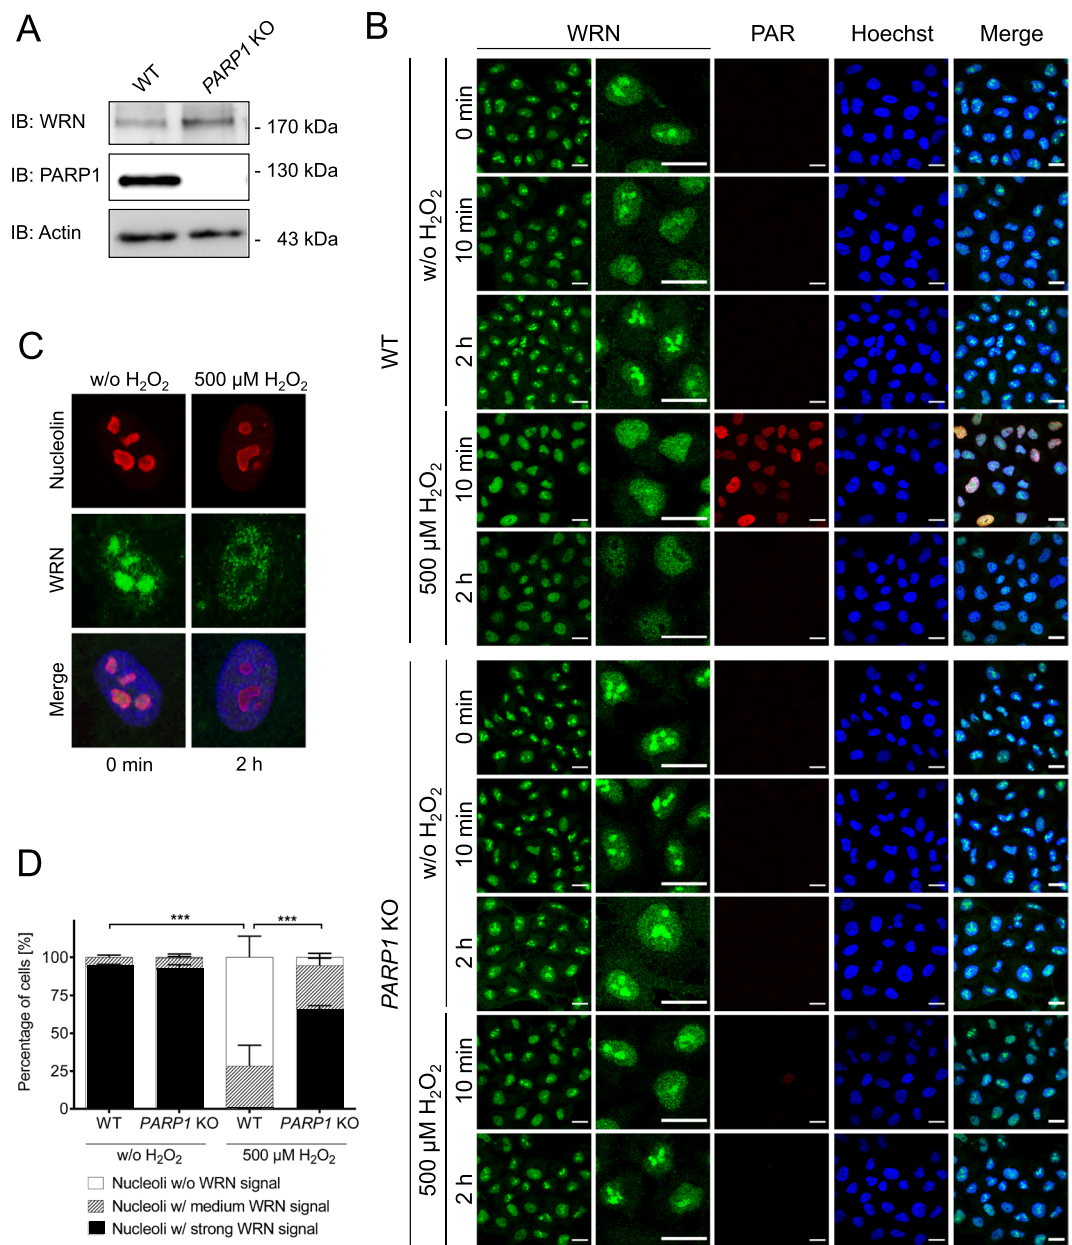 A
WT
PARP1 KO
IB: WRN
- 170 kDa
IB: PARP1
- 130 kDa
IB: Actin
- 43 kDa
B
WRN
PAR
Hoechst
Merge
WT
w/o H₂O₂
0 min
10 min
2 h
500 µM H₂O₂
10 min
2 h
PARP1 KO
w/o H₂O₂
0 min
10 min
2 h
500 µM H₂O₂
10 min
2 h
C
w/o H₂O₂
500 µM H₂O₂
Nucleolin
WRN
Merge
0 min
2 h
D
Percentage of cells [%]
100
75
50
25
0
***
***
WT
PARP1 KO
WT
PARP1 KO
w/o H₂O₂
500 µM H₂O₂
Nucleoli w/o WRN signal
Nucleoli w/ medium WRN signal
Nucleoli w/ strong WRN signal